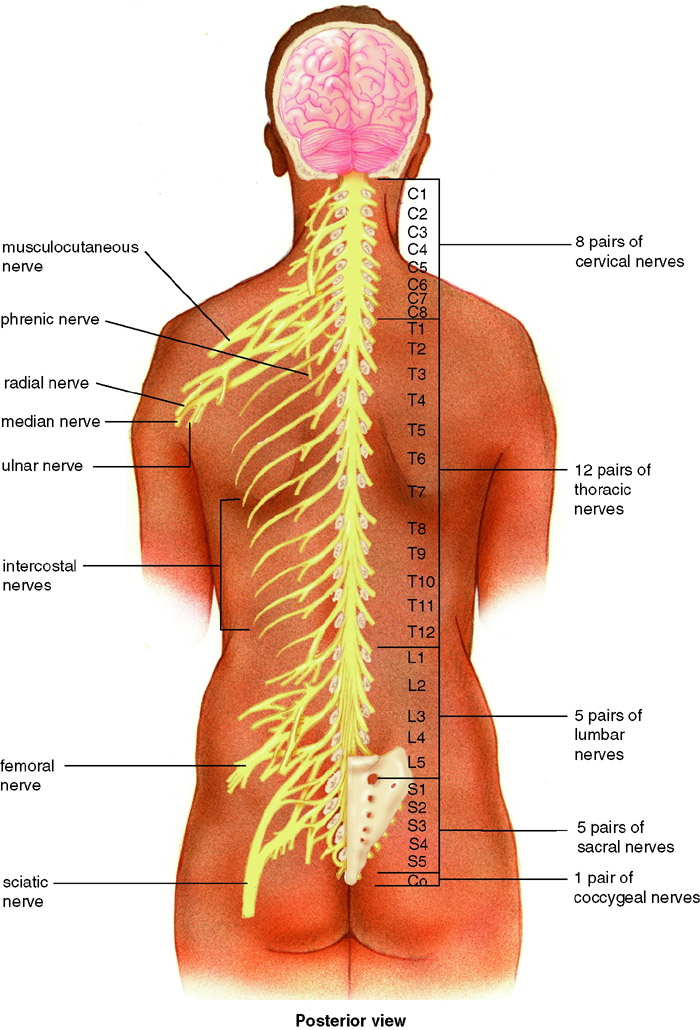 C1
C2
C3
C4
C5
C6
C7
C8
T1
T2
T3
T4
T5
T6
T7
T8
T9
T10
T11
T12
L1
L2
L3
L4
L5
S1
S2
S3
S4
S5
Co
musculocutaneous
nerve
phrenic nerve
radial nerve
median nerve
ulnar nerve
intercostal
nerves
femoral
nerve
sciatic
nerve
8 pairs of
cervical nerves
12 pairs of
thoracic
nerves
5 pairs of
lumbar
nerves
5 pairs of
sacral nerves
1 pair of
coccygeal nerves
Posterior view